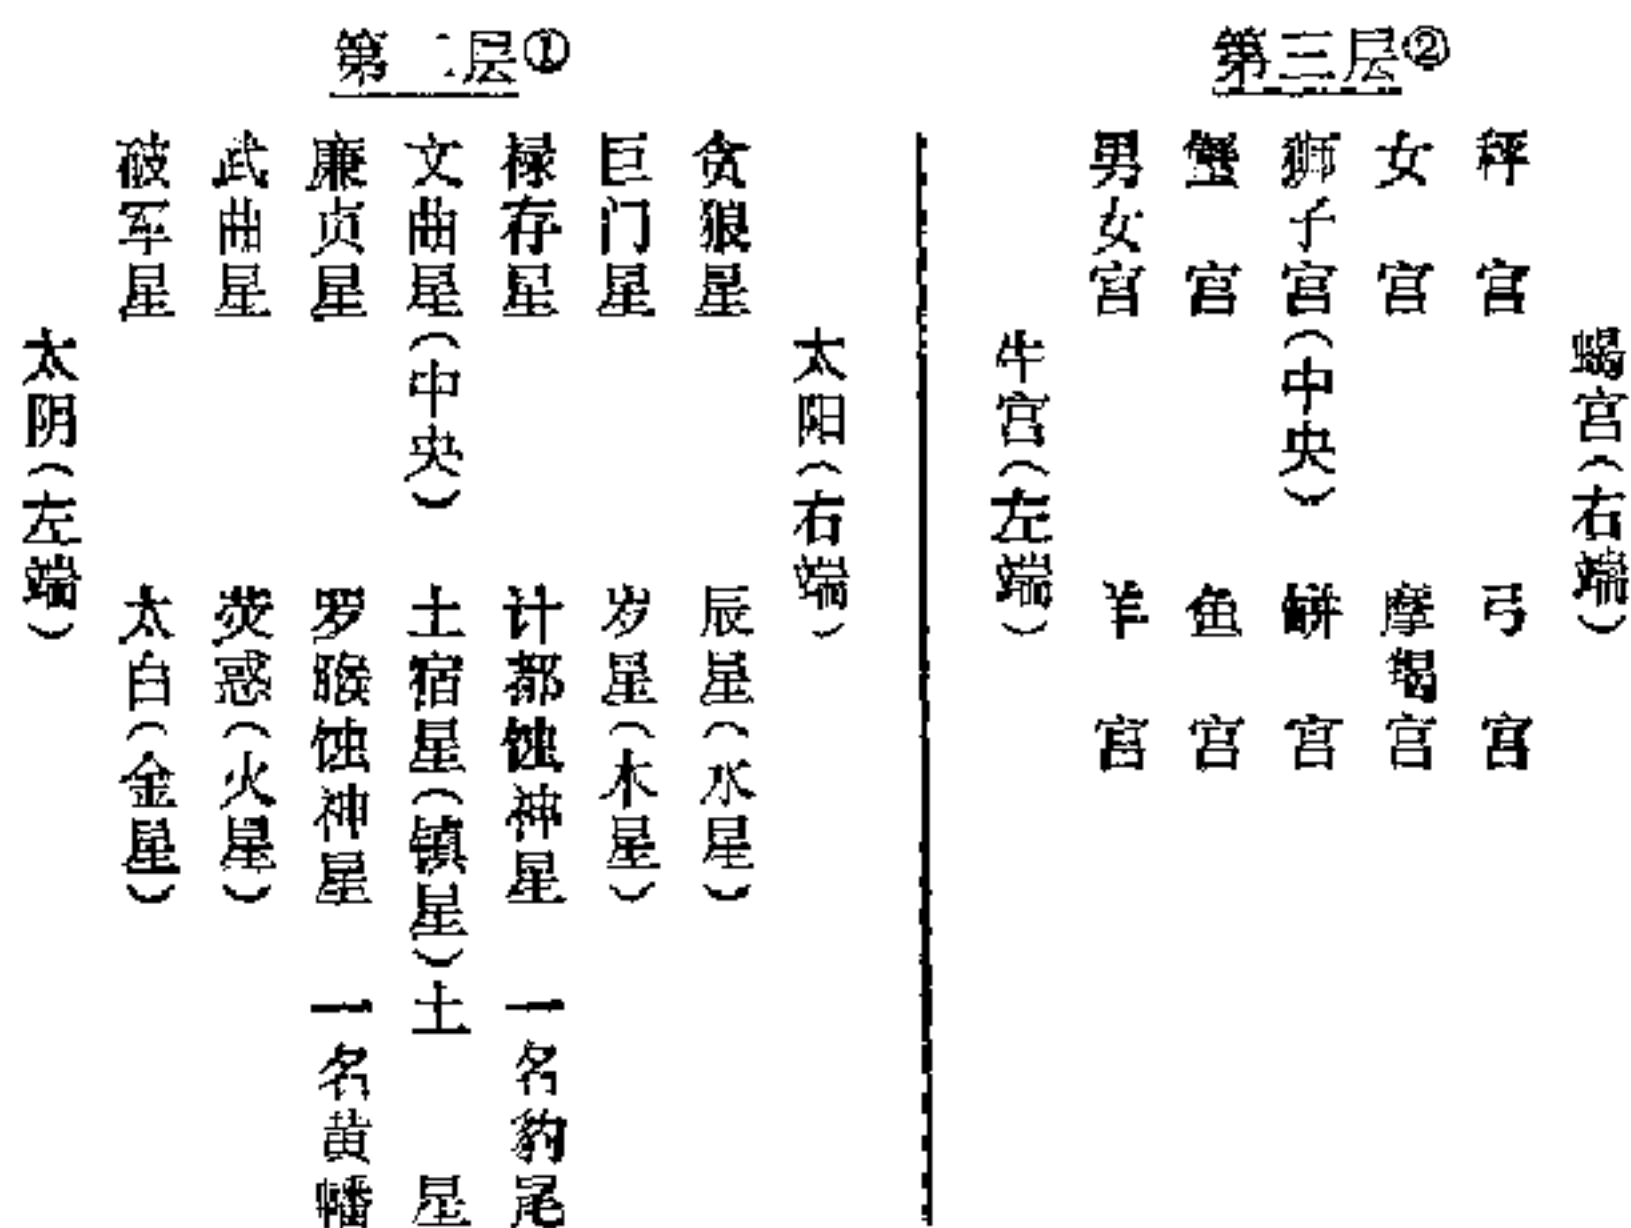 第二层①
太阴（左端）
破军星
武曲星
廉贞星
文曲星（中央）
禄存星
巨门星
贪狼星
太阳（右端）
太白（金星）
荧惑（火星）
罗睺蚀神星
土宿星（镇星）
计都蚀神星
岁星（木星）
辰星（水星）
一名黄幡
土星
一名豹尾
第三层②
牛宫（左端）
男女宫
蟹宫
狮子宫（中央）
女宫
秤宫
蝎宫（右端）
羊宫
鱼宫
缾宫
摩羯宫
弓宫